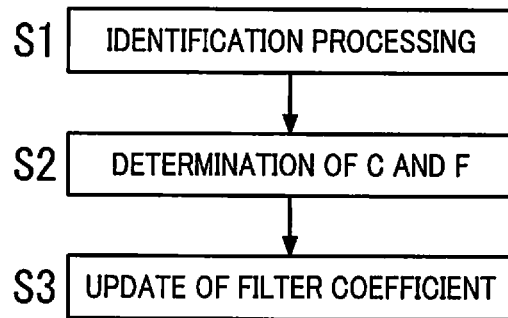 S1 IDENTIFICATION PROCESSING
S2 DETERMINATION OF C AND F
S3 UPDATE OF FILTER COEFFICIENT